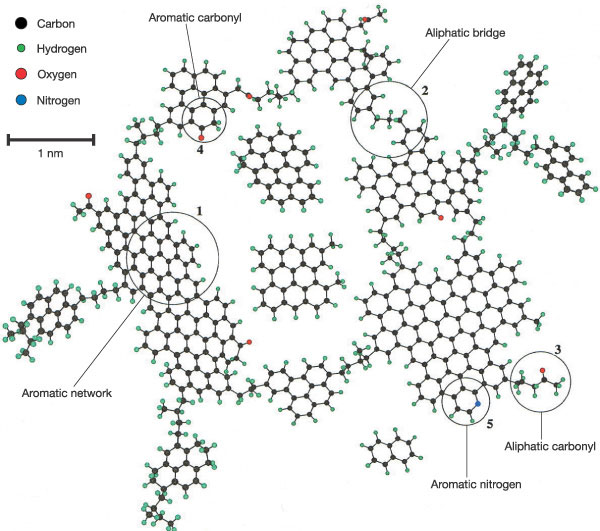 Carbon
Hydrogen
Oxygen
Nitrogen
1 nm
Aromatic carbonyl
Aliphatic bridge
2
4
1
3
Aromatic network
5
Aliphatic carbonyl
Aromatic nitrogen